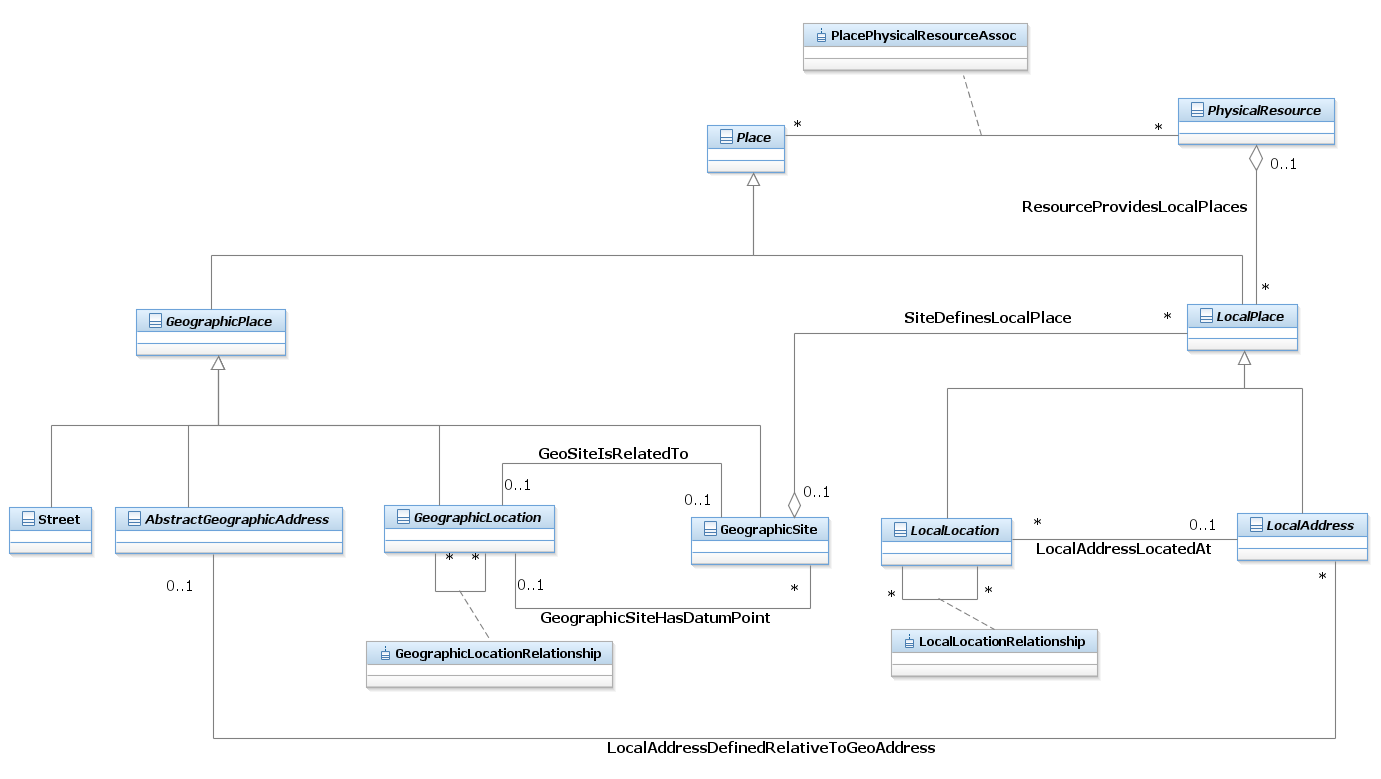 PlacePhysicalResourceAssoc
PhysicalResource
Place
*
*
0..1
ResourceProvidesLocalPlaces
*
GeographicPlace
SiteDefinesLocalPlace
*
LocalPlace
GeoSiteIsRelatedTo
0..1
0..1
0..1
Street
AbstractGeographicAddress
GeographicLocation
GeographicSite
LocalLocation
*
0..1
LocalAddress
LocalAddressLocatedAt
*
*
0..1
0..1
*
*
*
*
GeographicSiteHasDatumPoint
GeographicLocationRelationship
LocalLocationRelationship
LocalAddressDefinedRelativeToGeoAddress